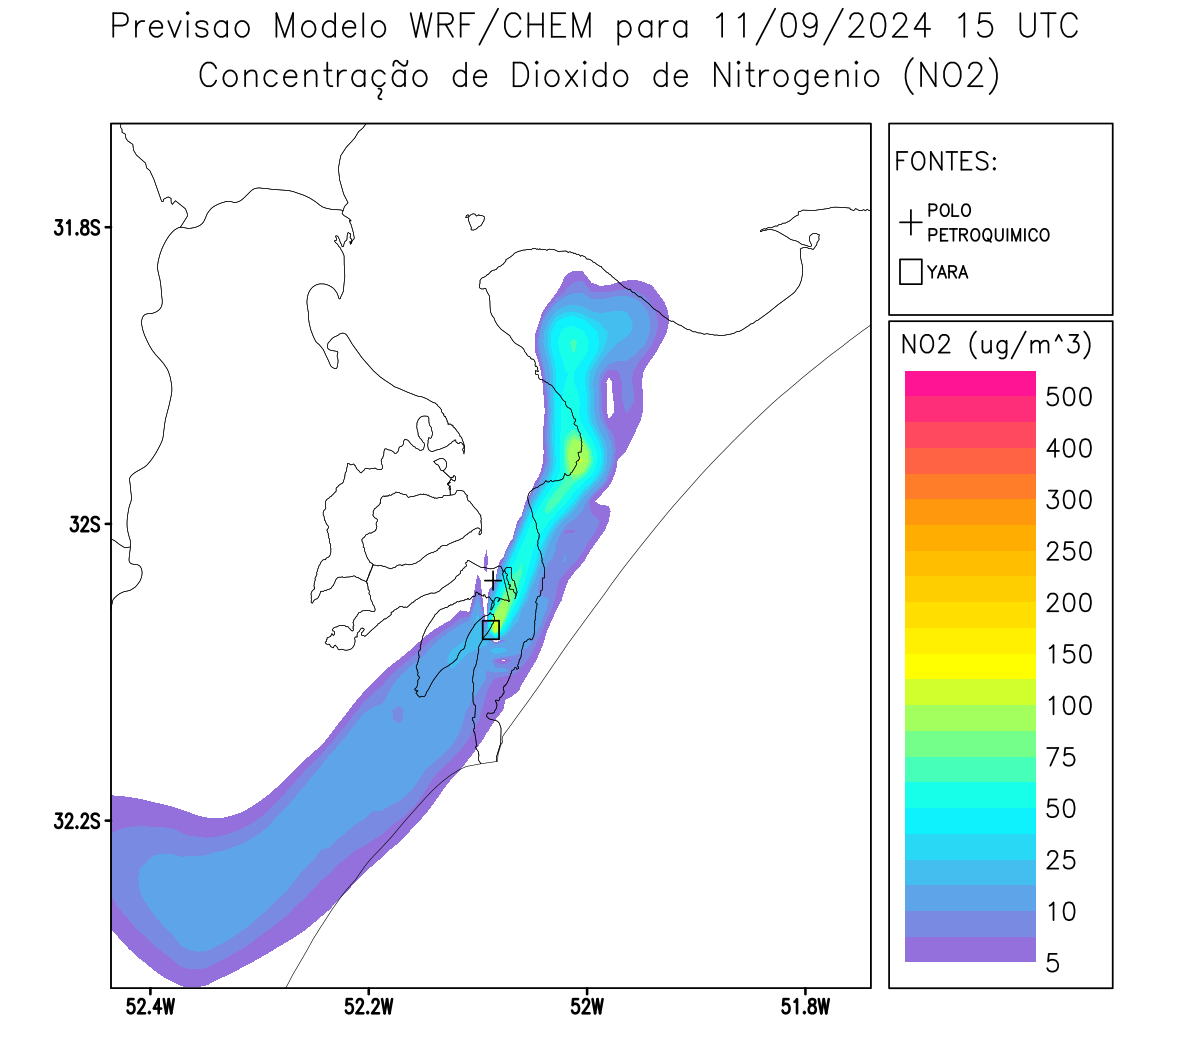 Previsao Modelo WRF/CHEM para 11/09/2024 15 UTC
Concentração de Dioxido de Nitrogenio (NO2)
FONTES:
POLO
PETROQUIMICO
YARA
NO2 (ug/m^3)
500
400
300
250
200
150
100
75
50
25
10
5
31.8S
32S
32.2S
52.4W
52.2W
52W
51.8W